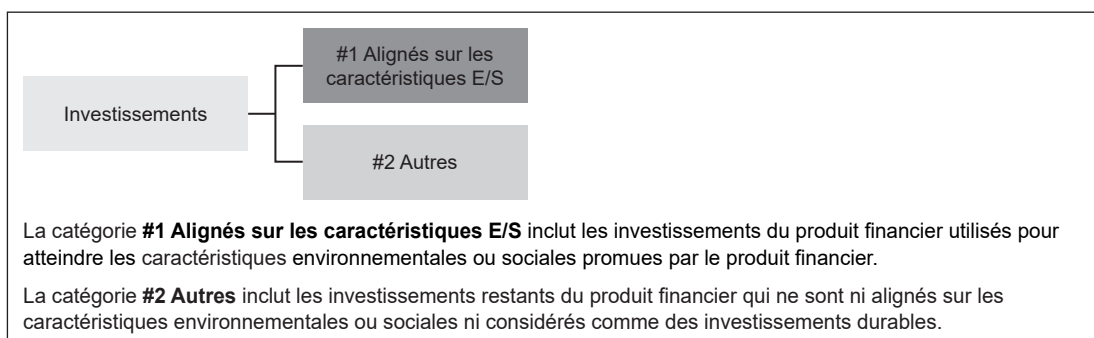 #1 Alignés sur les
caractéristiques E/S
Investissements
#2 Autres
La catégorie #1 Alignés sur les caractéristiques E/S inclut les investissements du produit financier utilisés pour
atteindre les caractéristiques environnementales ou sociales promues par le produit financier.
La catégorie #2 Autres inclut les investissements restants du produit financier qui ne sont ni alignés sur les
caractéristiques environnementales ou sociales ni considérés comme des investissements durables.